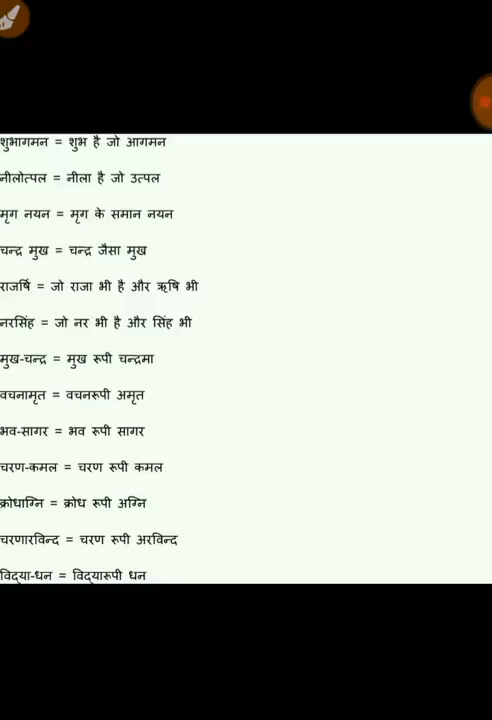 शुभागमन = शुभ है जो आगमन
नीलोत्पल = नीला है जो उत्पल
मृग नयन = मृग के समान नयन
चन्द्र मुख = चन्द्र जैसा मुख
राजर्षि = जो राजा भी है और ऋषि भी
नरसिंह = जो नर भी है और सिंह भी
मुख-चन्द्र = मुख रूपी चन्द्रमा
वचनामृत = वचनरूपी अमृत
भव-सागर = भव रूपी सागर
चरण-कमल = चरण रूपी कमल
क्रोधाग्नि = क्रोध रूपी अग्नि
चरणारविन्द = चरण रूपी अरविन्द
विद्या-धन = विद्यारूपी धन